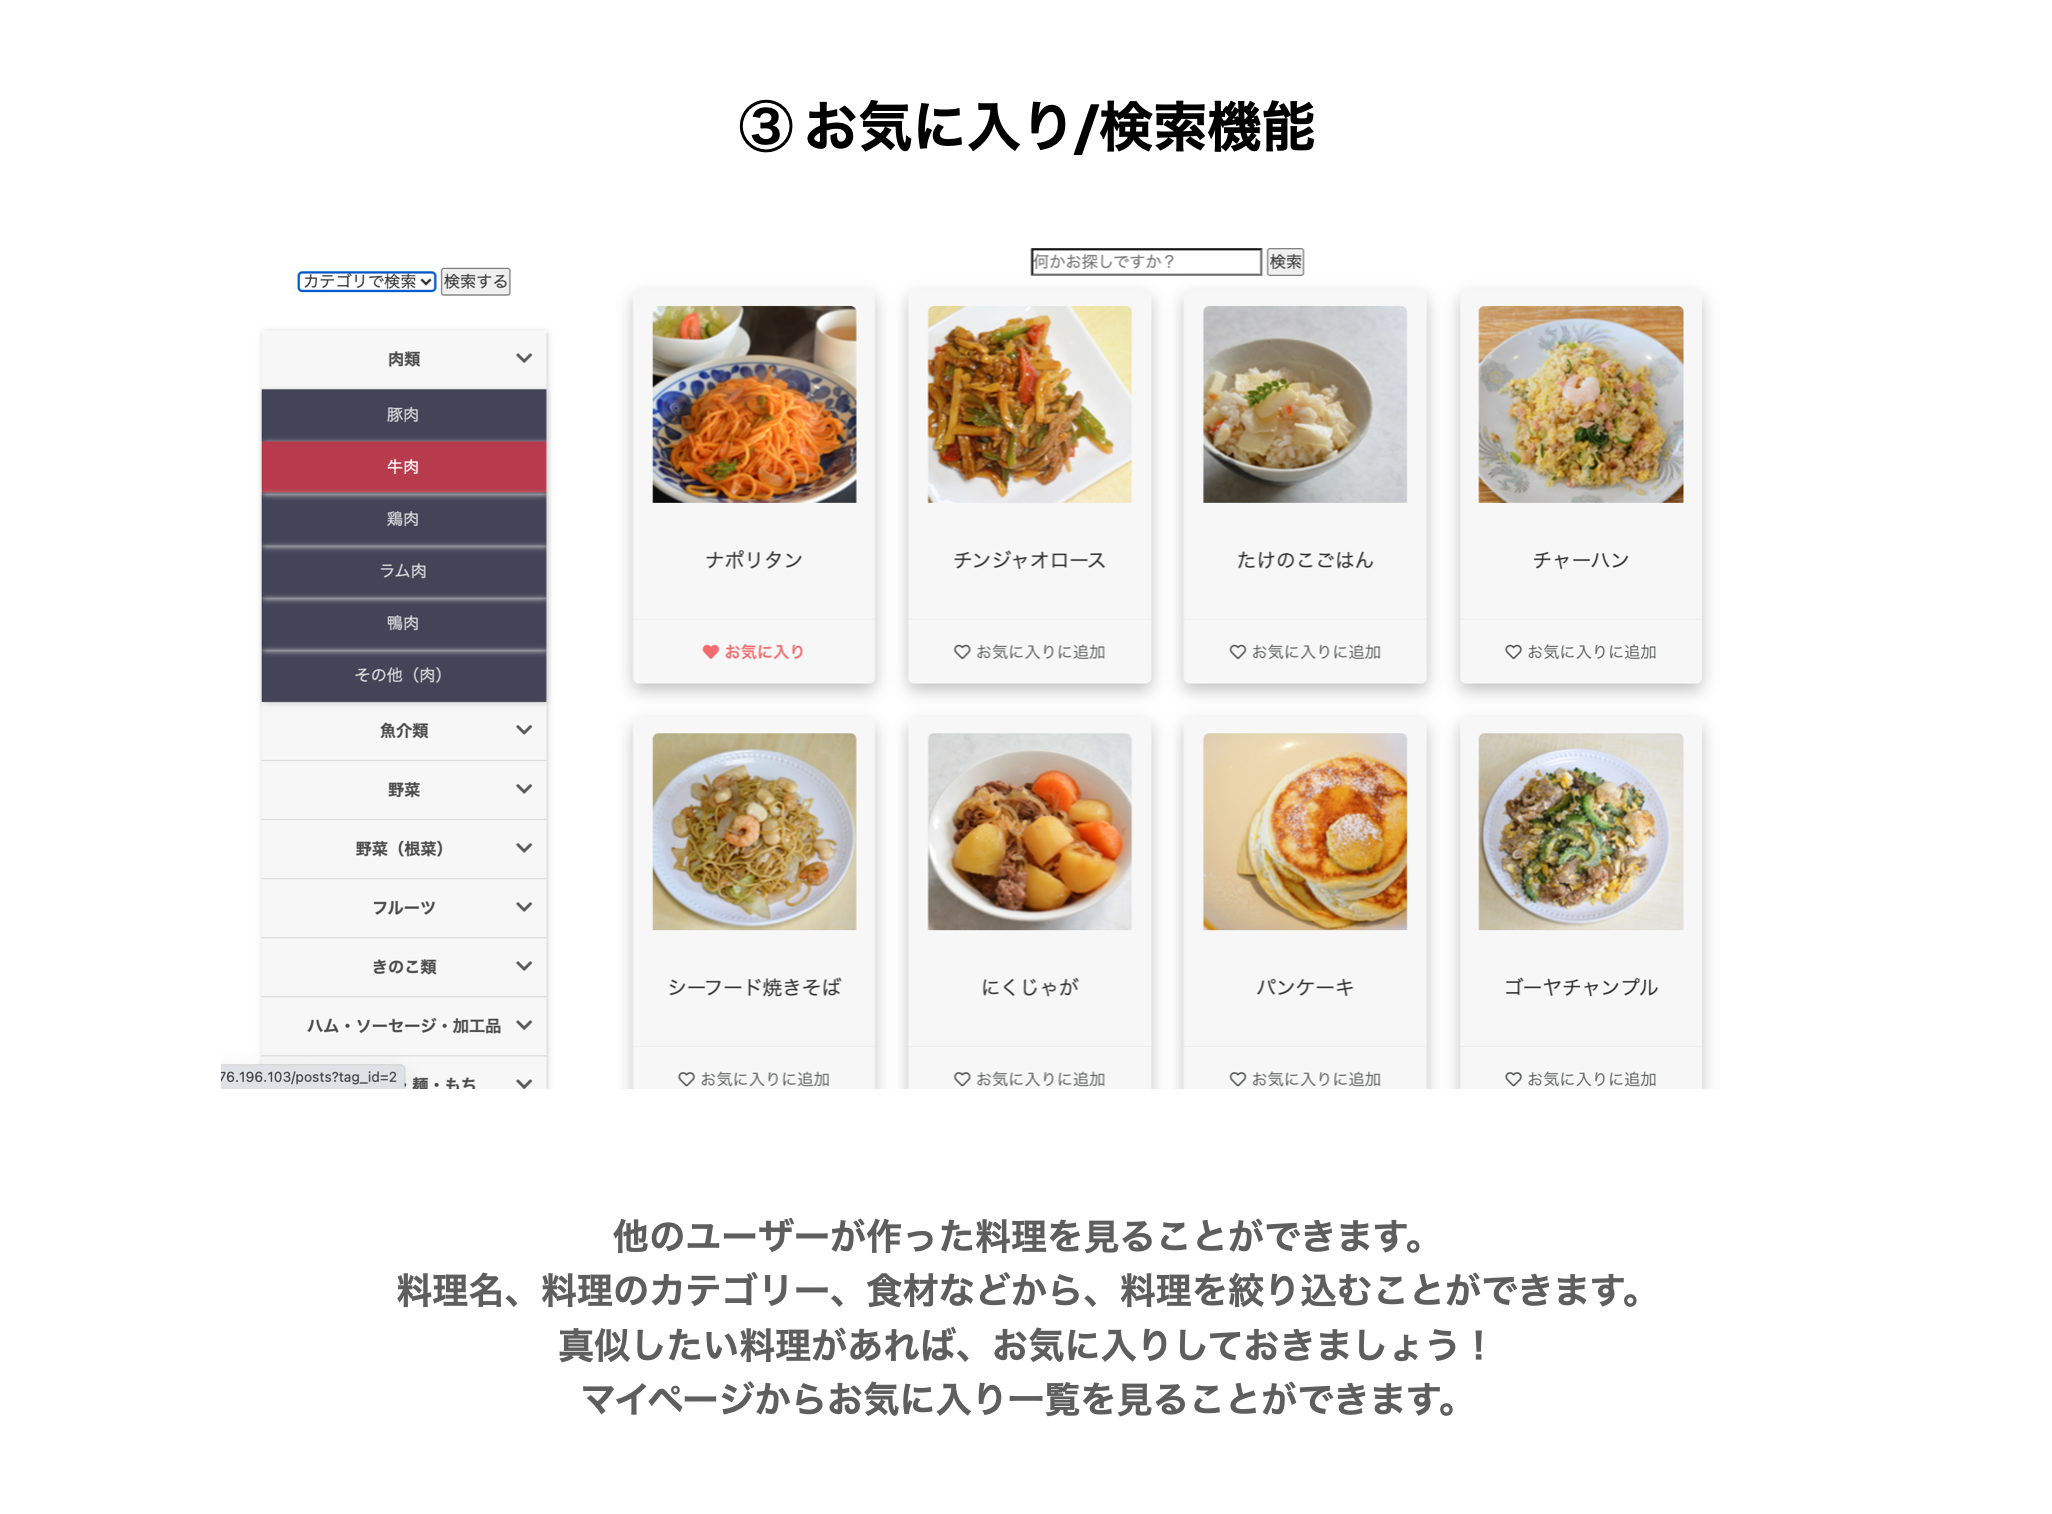 ③ お気に入り/検索機能
何かお探しですか？ 検索
カテゴリで検索 検索する
肉類
豚肉
牛肉
鶏肉
ラム肉
鴨肉
その他（肉）
魚介類
野菜
野菜（根菜）
フルーツ
きのこ類
ハム・ソーセージ・加工品
・麺・もち
76.196.103/posts?tag_id=2
ナポリタン
チンジャオロース
たけのこごはん
チャーハン
お気に入り
お気に入りに追加
お気に入りに追加
お気に入りに追加
シーフード焼きそば
にくじゃが
パンケーキ
ゴーヤチャンプル
お気に入りに追加
お気に入りに追加
お気に入りに追加
お気に入りに追加
他のユーザーが作った料理を見ることができます。
料理名、料理のカテゴリー、食材などから、料理を絞り込むことができます。
真似したい料理があれば、お気に入りしておきましょう！
マイページからお気に入り一覧を見ることができます。